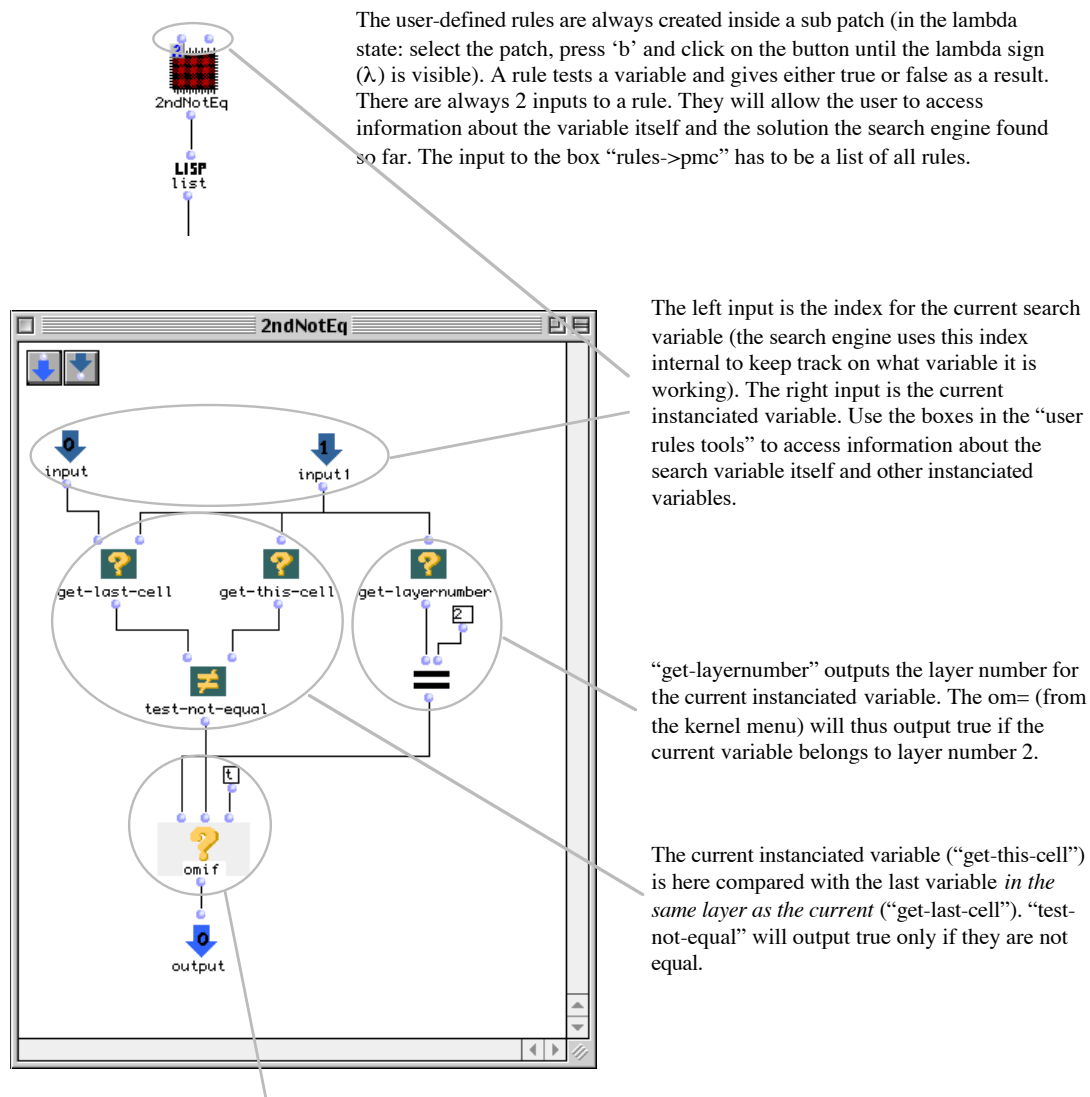 The user-defined rules are always created inside a sub patch (in the lambda
state: select the patch, press ‘b’ and click on the button until the lambda sign
(λ) is visible). A rule tests a variable and gives either true or false as a result.
There are always 2 inputs to a rule. They will allow the user to access
information about the variable itself and the solution the search engine found
so far. The input to the box “rules->pmc” has to be a list of all rules.
2ndNotEq
LISP
list
The left input is the index for the current search
variable (the search engine uses this index
internal to keep track on what variable it is
working). The right input is the current
instanciated variable. Use the boxes in the “user
rules tools” to access information about the
search variable itself and other instanciated
variables.
2ndNotEq
0
1
input
input1
?
?
?
get-last-cell
get-this-cell
get-layernumber
2
≠
=
test-not-equal
t
?
omif
0
output
“get-layernumber” outputs the layer number for
the current instanciated variable. The om= (from
the kernel menu) will thus output true if the
current variable belongs to layer number 2.
The current instanciated variable (“get-this-cell”)
is here compared with the last variable in the
same layer as the current (“get-last-cell”). “test-
not-equal” will output true only if they are not
equal.